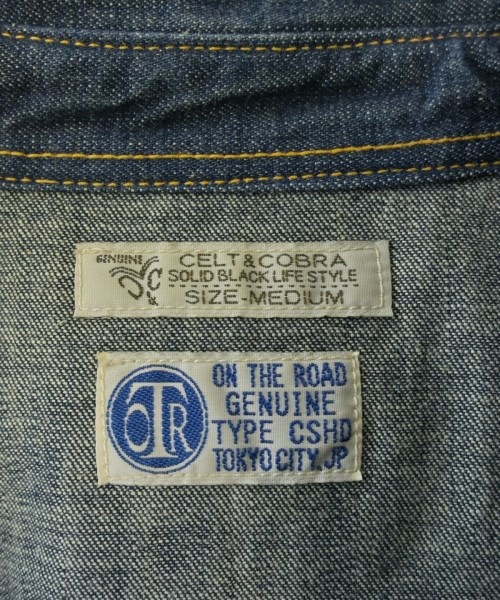 GENUINE
CELT & COBRA
SOLID BLACK LIFE STYLE
SIZE-MEDIUM
OTR
ON THE ROAD
GENUINE
TYPE CSHD
TOKYO CITY.JP